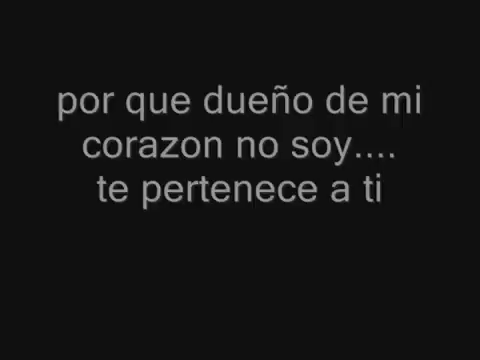 por que dueño de mi
corazon no soy....
te pertenece a ti